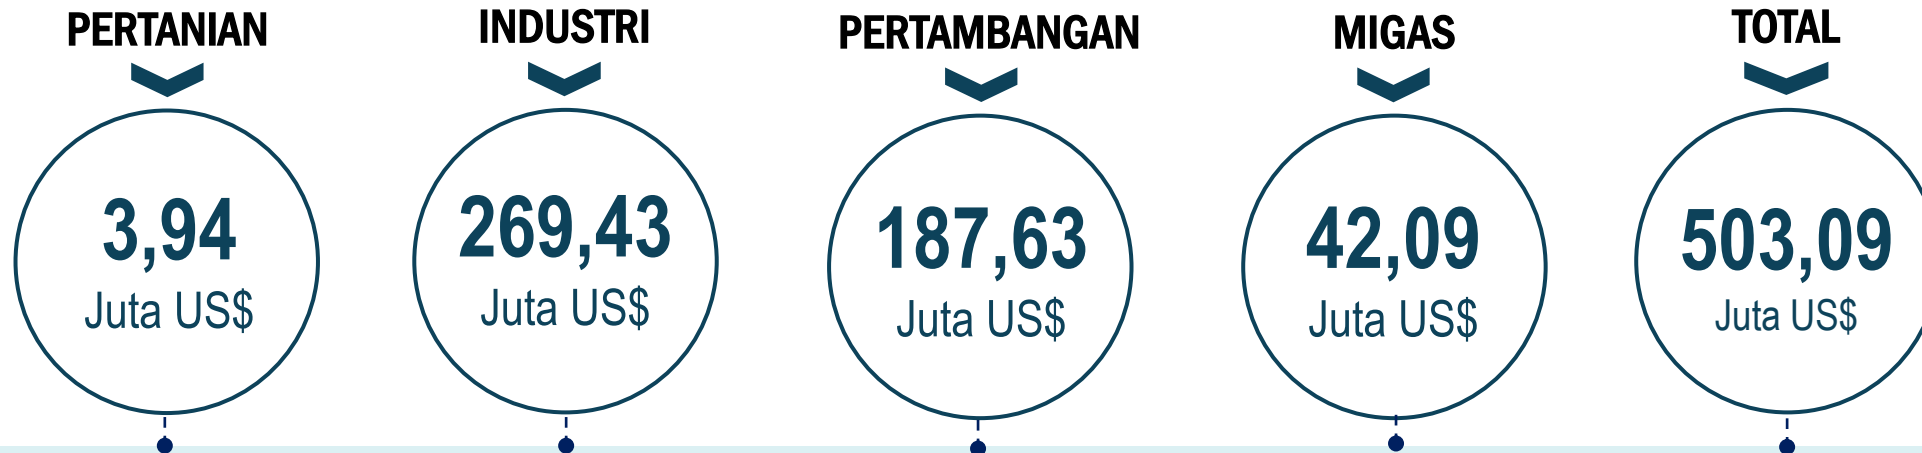 PERTANIAN
3,94
Juta US$
INDUSTRI
269,43
Juta US$
PERTAMBANGAN
187,63
Juta US$
MIGAS
42,09
Juta US$
TOTAL
503,09
Juta US$